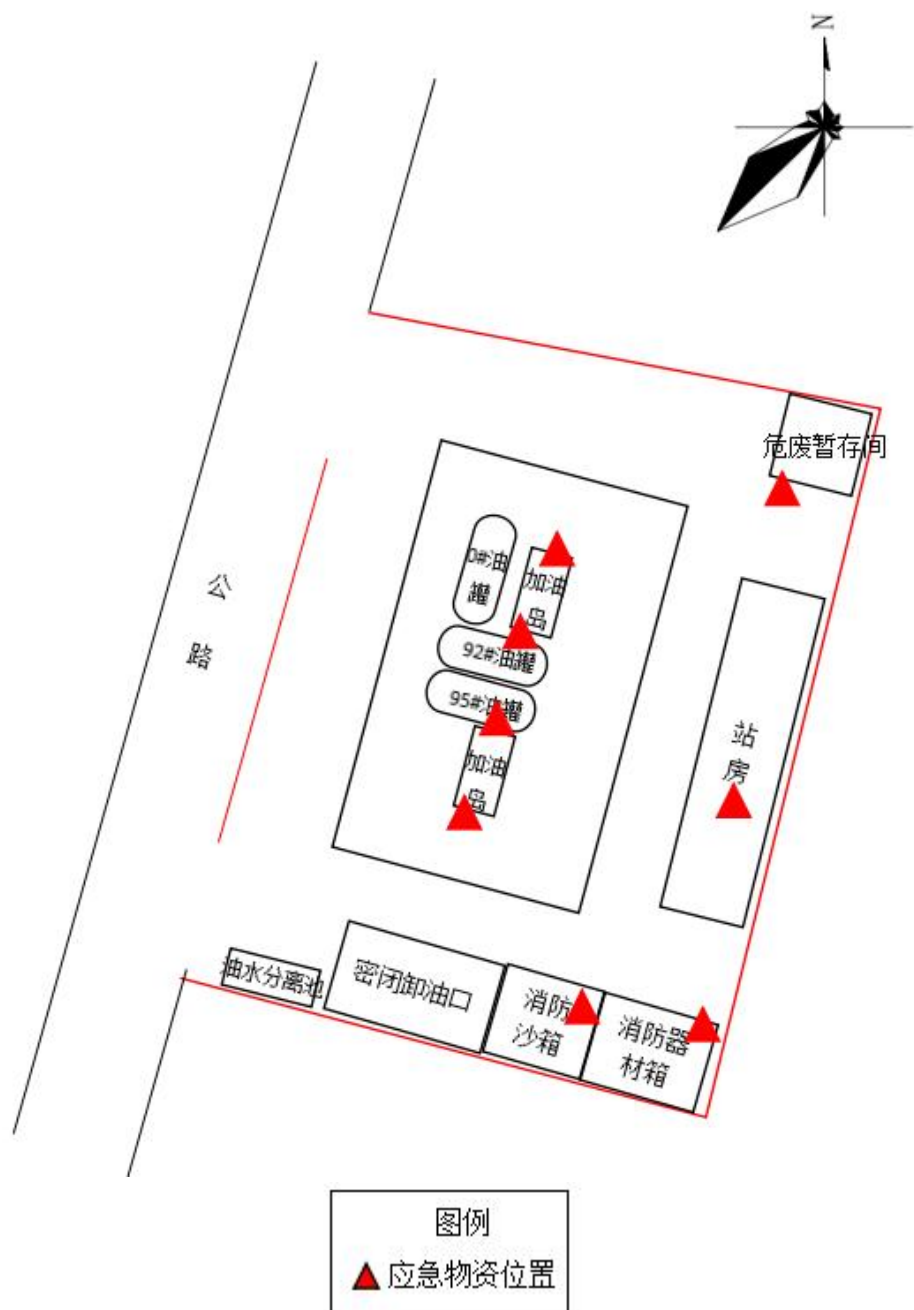 N
危废暂存间
0#油
罐
加油
岛
公
路
92#油罐
95#油罐
加油
岛
站
房
油水分离池
密闭卸油口
消防
沙箱
消防器
材箱
图例
应急物资位置